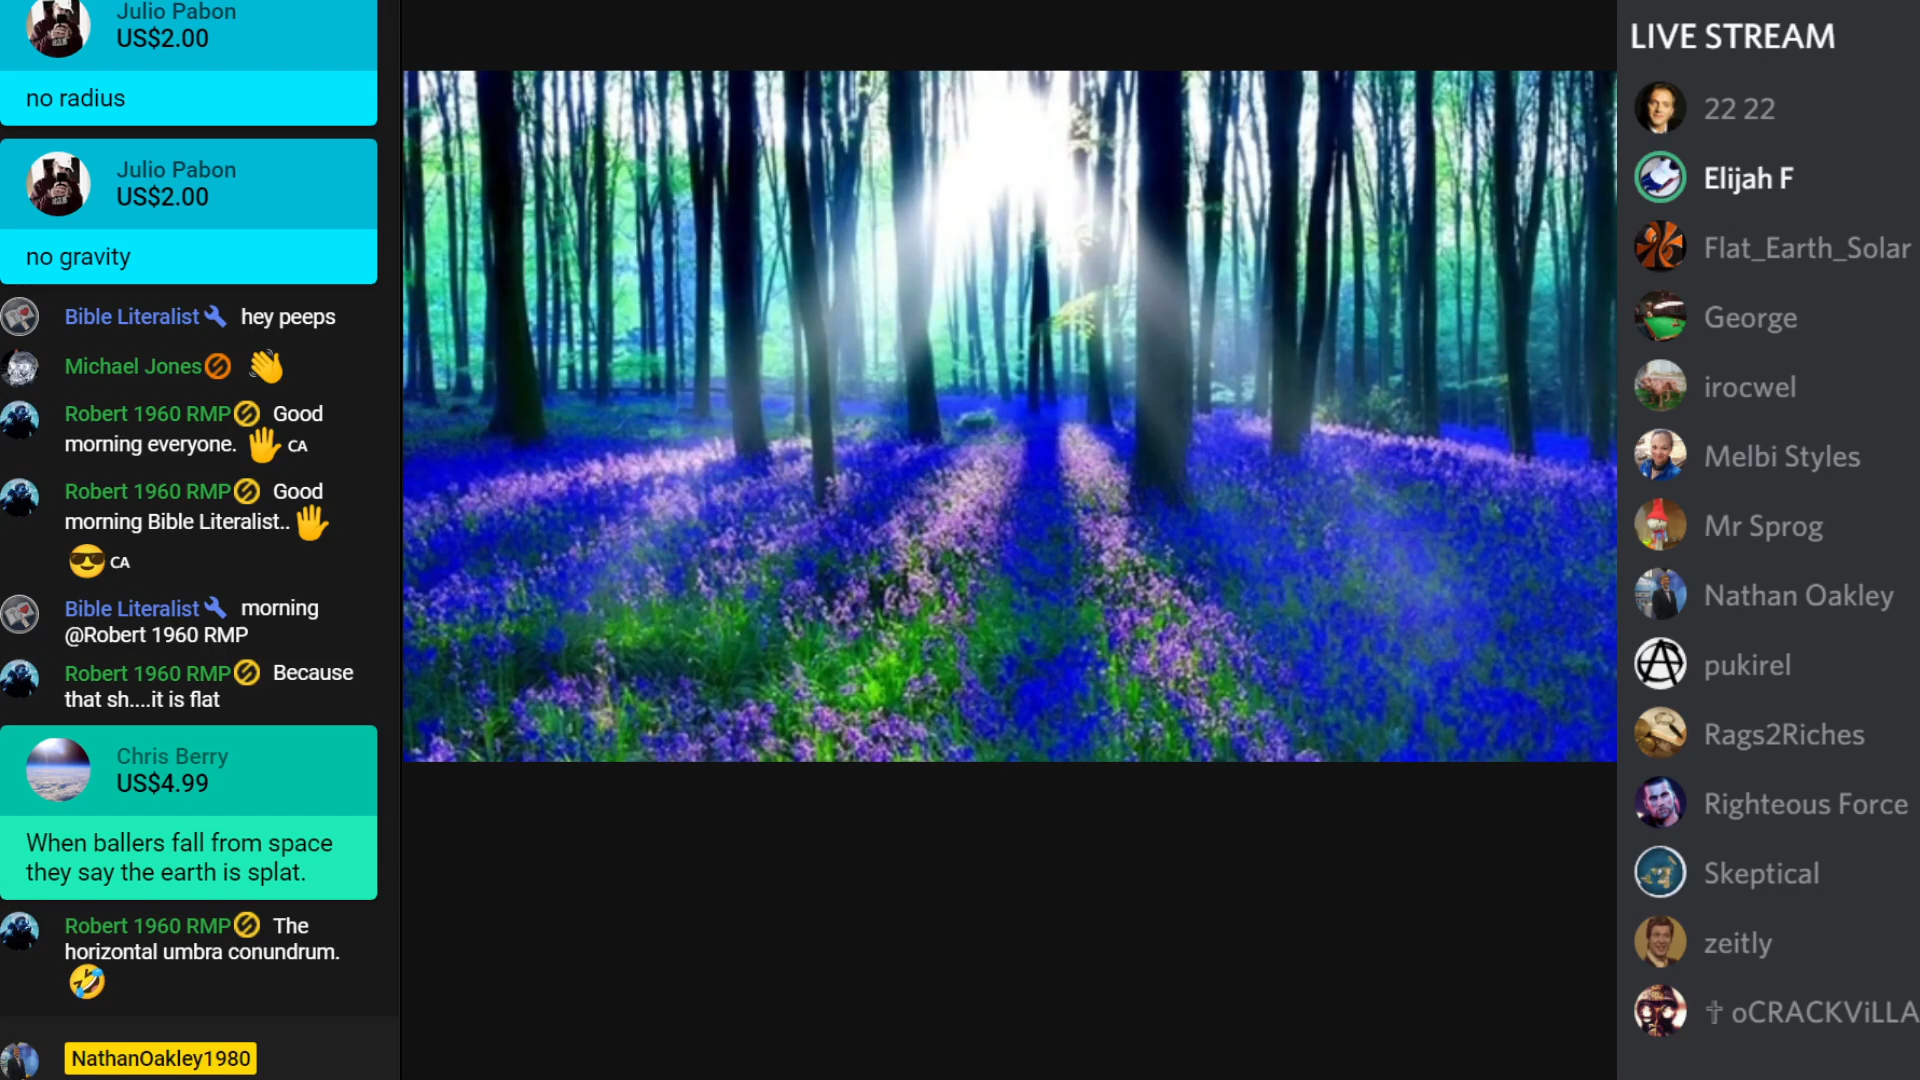 Julio Pabon
US$2.00
no radius
Julio Pabon
US$2.00
no gravity
Bible Literalist hey peeps
Michael Jones
Robert 1960 RMP Good
morning everyone. CA
Robert 1960 RMP Good
morning Bible Literalist..
CA
Bible Literalist morning
@Robert 1960 RMP
Robert 1960 RMP Because
that sh....it is flat
Chris Berry
US$4.99
When ballers fall from space
they say the earth is splat.
Robert 1960 RMP The
horizontal umbra conundrum.
NathanOakley1980
LIVE STREAM
22 22
Elijah F
Flat_Earth_Solar
George
irocwel
Melbi Styles
Mr Sprog
Nathan Oakley
pukirel
Rags2Riches
Righteous Force
Skeptical
zeitly
✝ oCRACKViLLA